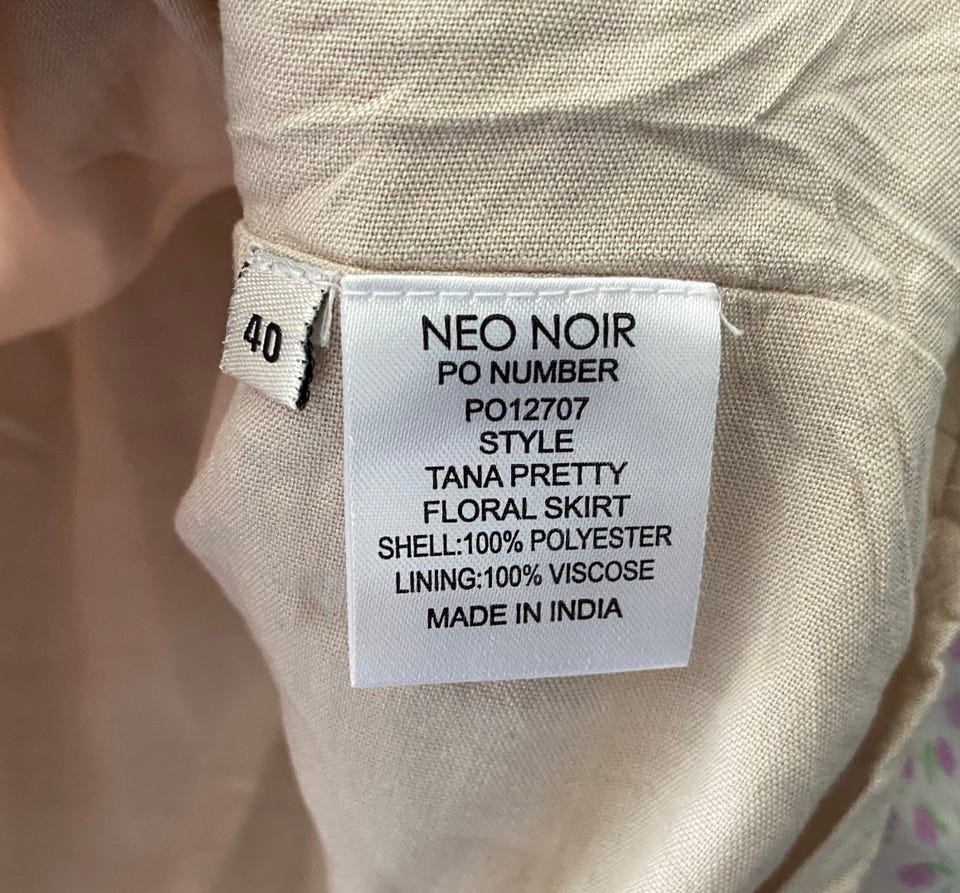 40
NEO NOIR
PO NUMBER
PO12707
STYLE
TANA PRETTY
FLORAL SKIRT
SHELL:100% POLYESTER
LINING:100% VISCOSE
MADE IN INDIA